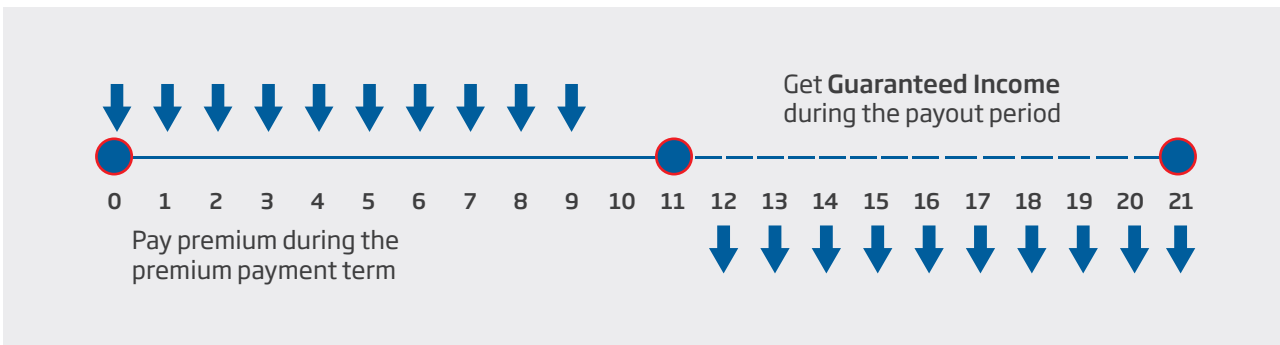 Get Guaranteed Income
during the payout period
0 1 2 3 4 5 6 7 8 9 10 11 12 13 14 15 16 17 18 19 20 21
Pay premium during the
premium payment term